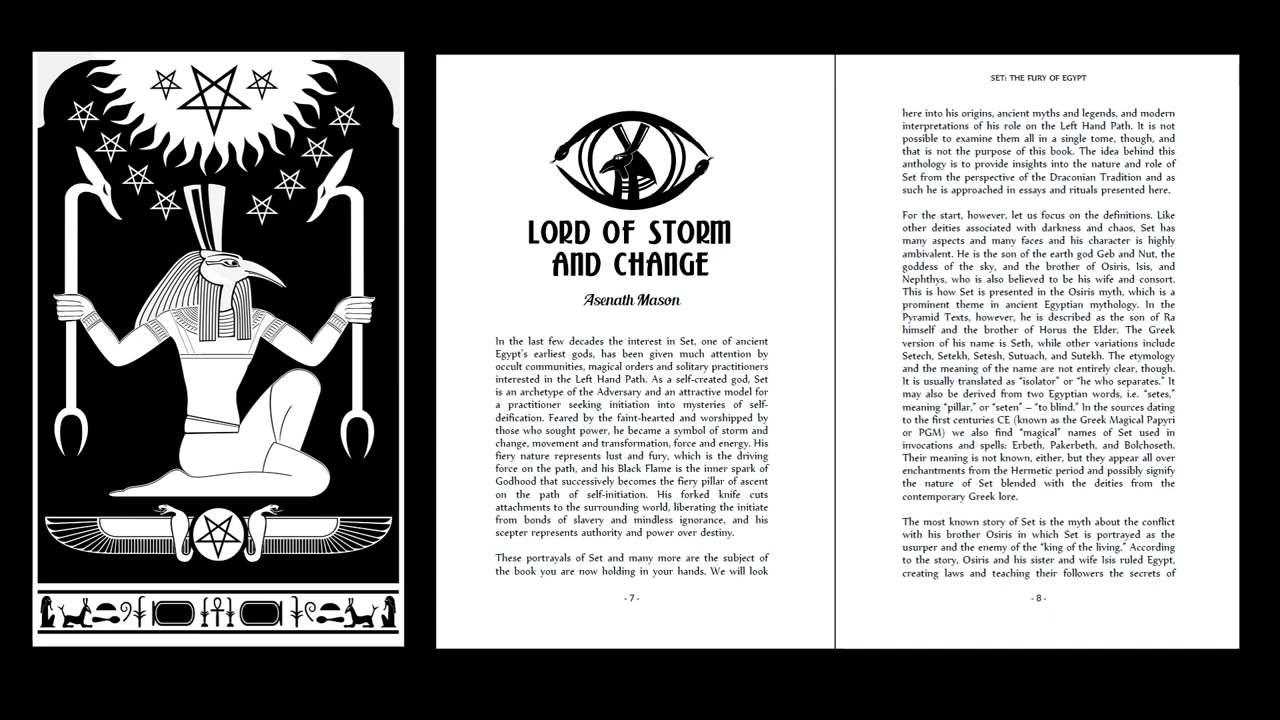 LORD OF STORM
AND CHANGE
Asenath Mason
In the last few decades the interest in Set, one of ancient
Egypt's earliest gods, has been given much attention by
occult communities, magical orders and solitary practitioners
interested in the Left Hand Path. As a self-created god, Set
is an archetype of the Adversary and an attractive model for
a practitioner seeking initiation into mysteries of self-
deification. Feared by the faint-hearted and worshipped by
those who sought power, he became a symbol of storm and
change, movement and transformation, force and energy. His
fiery nature represents lust and fury, which is the driving
force on the path, and his Black Flame is the inner spark of
Godhood that successively becomes the fiery pillar of ascent
on the path of self-initiation. His forked knife cuts
attachments to the surrounding world, liberating the initiate
from bonds of slavery and mindless ignorance, and his
scepter represents authority and power over destiny.
These portrayals of Set and many more are the subject of
the book you are now holding in your hands. We will look
- 7 -
SET: THE FURY OF EGYPT
here into his origins, ancient myths and legends, and modern
interpretations of his role on the Left Hand Path. It is not
possible to examine them all in a single tome, though, and
that is not the purpose of this book. The idea behind this
anthology is to provide insights into the nature and role of
Set from the perspective of the Draconian Tradition and as
such he is approached in essays and rituals presented here.
For the start, however, let us focus on the definitions. Like
other deities associated with darkness and chaos, Set has
many aspects and many faces and his character is highly
ambivalent. He is the son of the earth god Geb and Nut, the
goddess of the sky, and the brother of Osiris, Isis, and
Nephthys, who is also believed to be his wife and consort.
This is how Set is presented in the Osiris myth, which is a
prominent theme in ancient Egyptian mythology. In the
Pyramid Texts, however, he is described as the son of Ra
himself and the brother of Horus the Elder. The Greek
version of his name is Seth, while other variations include
Setech, Setekh, Setesh, Sutuach, and Sutekh. The etymology
and the meaning of the name are not entirely clear, though.
It is usually translated as “isolator” or “he who separates.” It
may also be derived from two Egyptian words, i.e. “setes,”
meaning “pillar,” or “seten” – “to blind.” In the sources dating
to the first centuries CE (known as the Greek Magical Papyri
or PGM) we also find “magical” names of Set used in
invocations and spells: Erbeth, Pakerbeth, and Bolchoseth.
Their meaning is not known, either, but they appear all over
enchantments from the Hermetic period and possibly signify
the nature of Set blended with the deities from the
contemporary Greek lore.
The most known story of Set is the myth about the conflict
with his brother Osiris in which Set is portrayed as the
usurper and the enemy of the “king of the living.” According
to the story, Osiris and his sister and wife Isis ruled Egypt,
creating laws and teaching their followers the secrets of
- 8 -